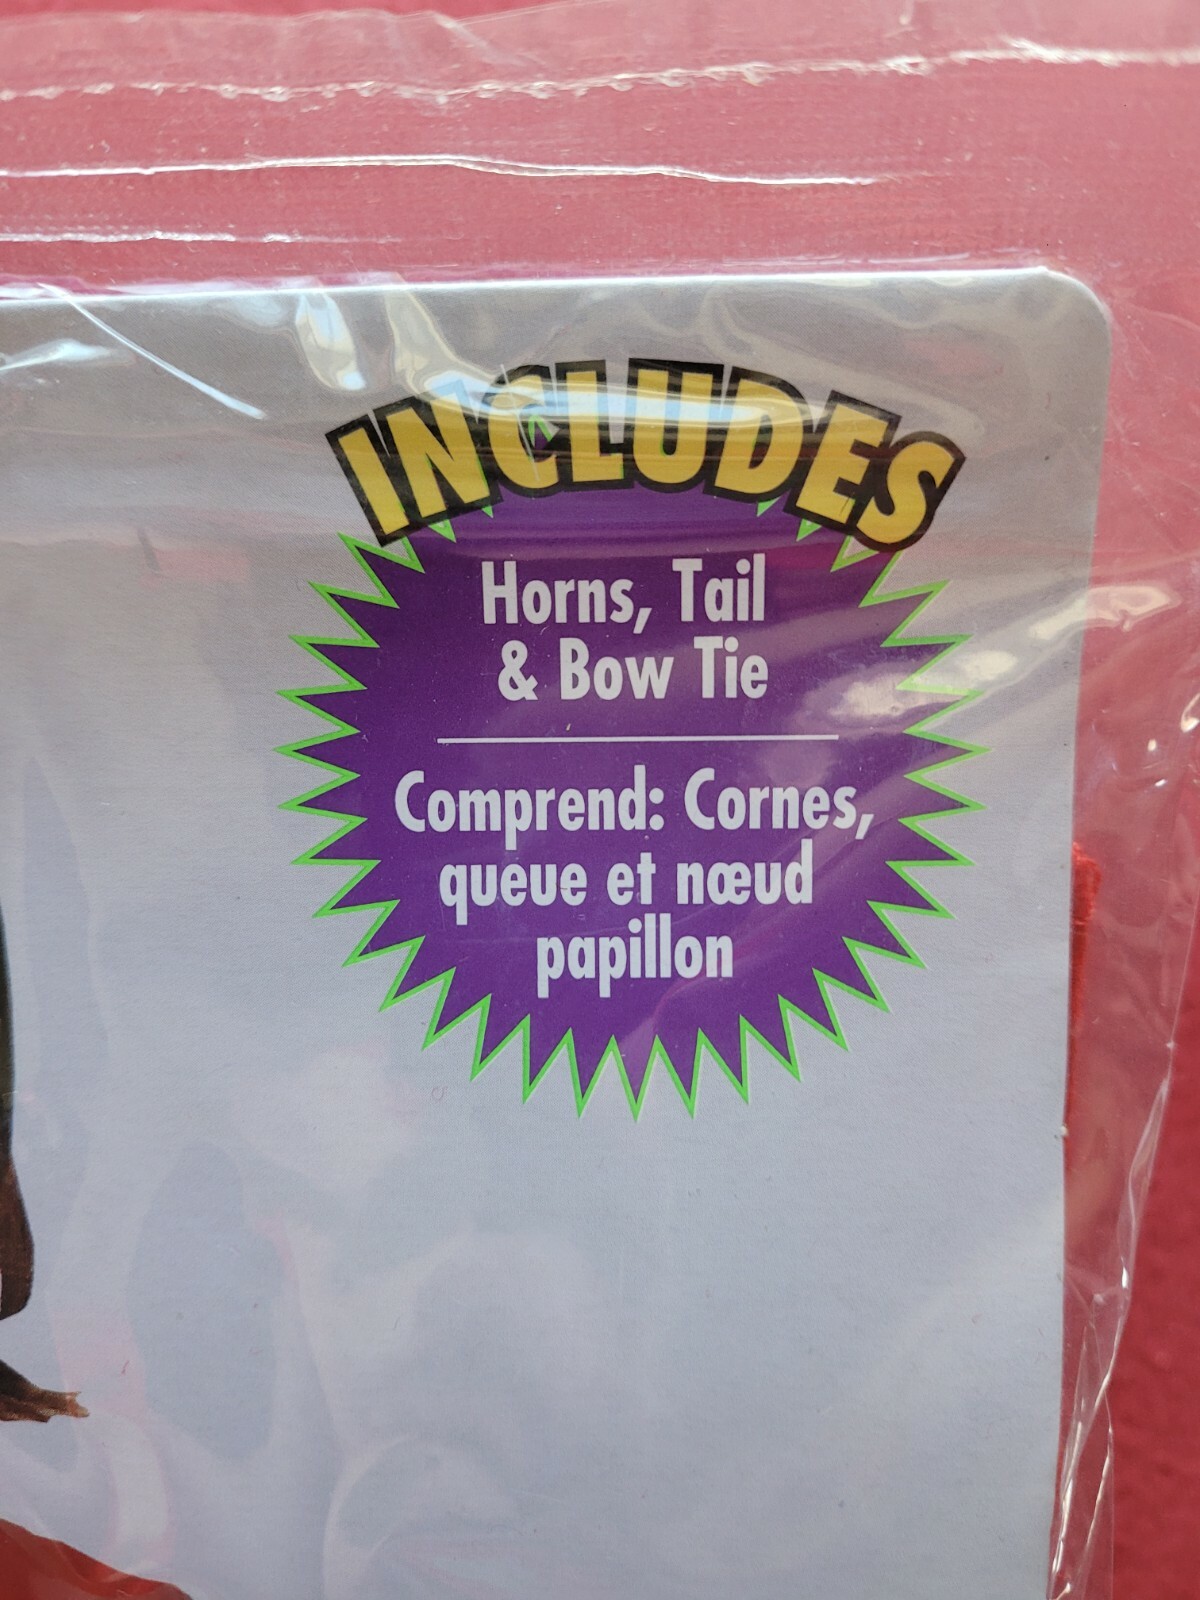 INCLUDES
Horns, Tail
& Bow Tie
Comprend: Cornes,
queue et nœud
papillon